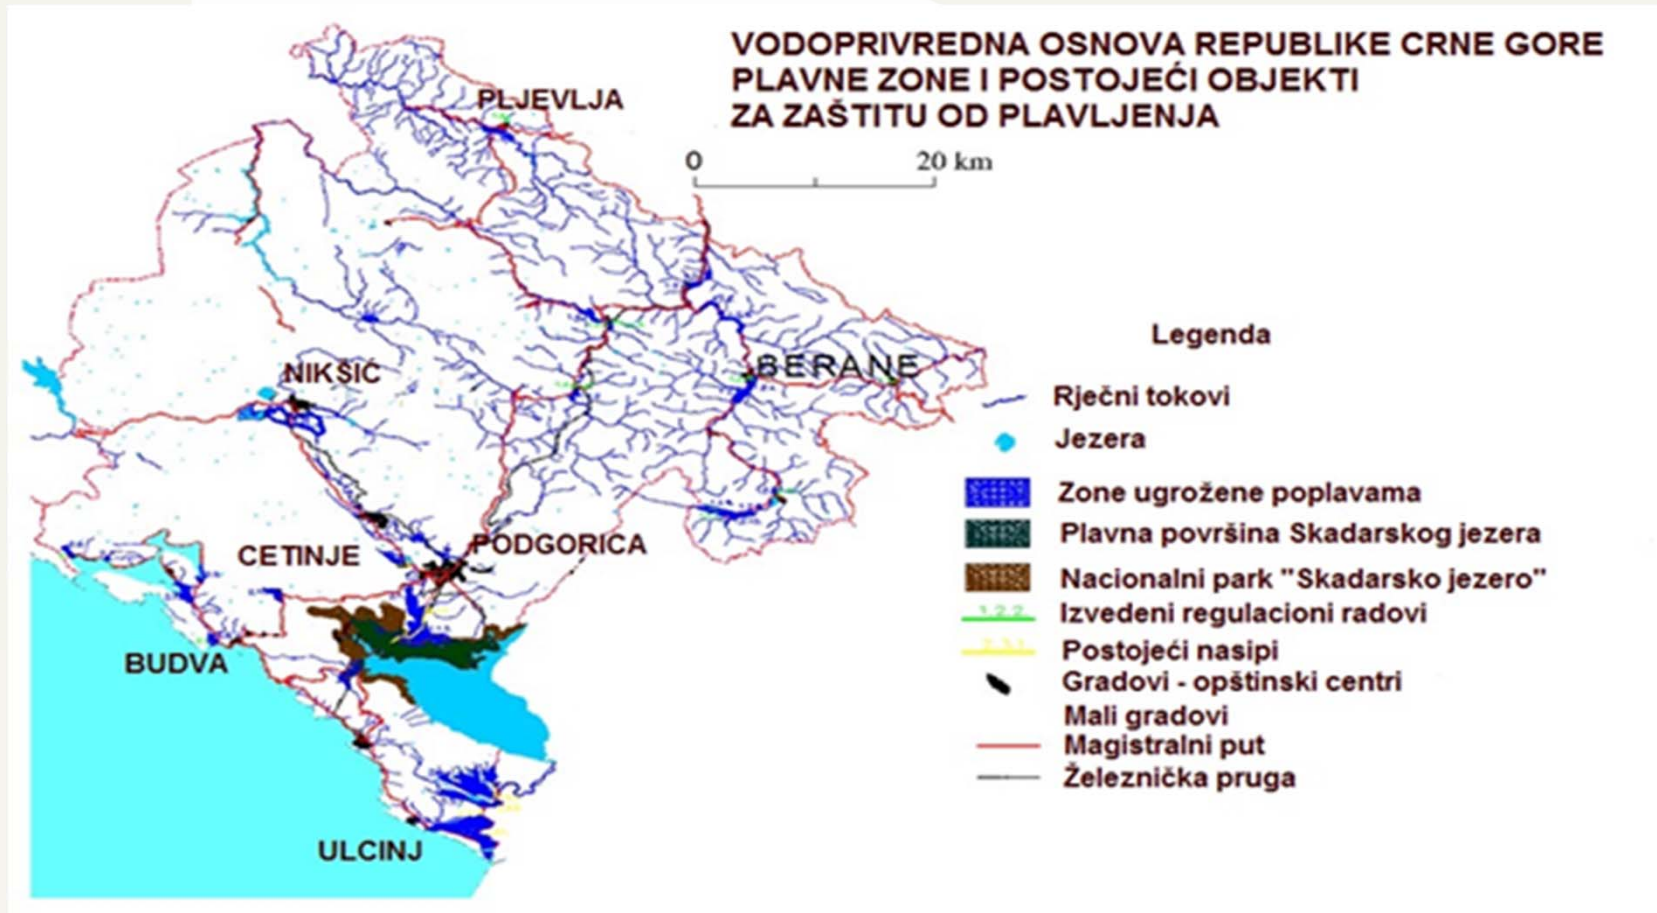 VODOPRIVREDNA OSNOVA REPUBLIKE CRNE GORE
PLAVNE ZONE I POSTOJEĆI OBJEKTI
ZA ZAŠTITU OD PLAVLJENJA
0 20 km
PLJEVLJA
BERANE
NIKŠIĆ
PODGORICA
CETINJE
BUDVA
ULCINJ
Legenda
Rječni tokovi
Jezera
Zone ugrožene poplavama
Plavna površina Skadarskog jezera
Nacionalni park "Skadarsko jezero"
Izvedeni regulacioni radovi
Postojeći nasipi
Gradovi - opštinski centri
Mali gradovi
Magistralni put
Željeznička pruga